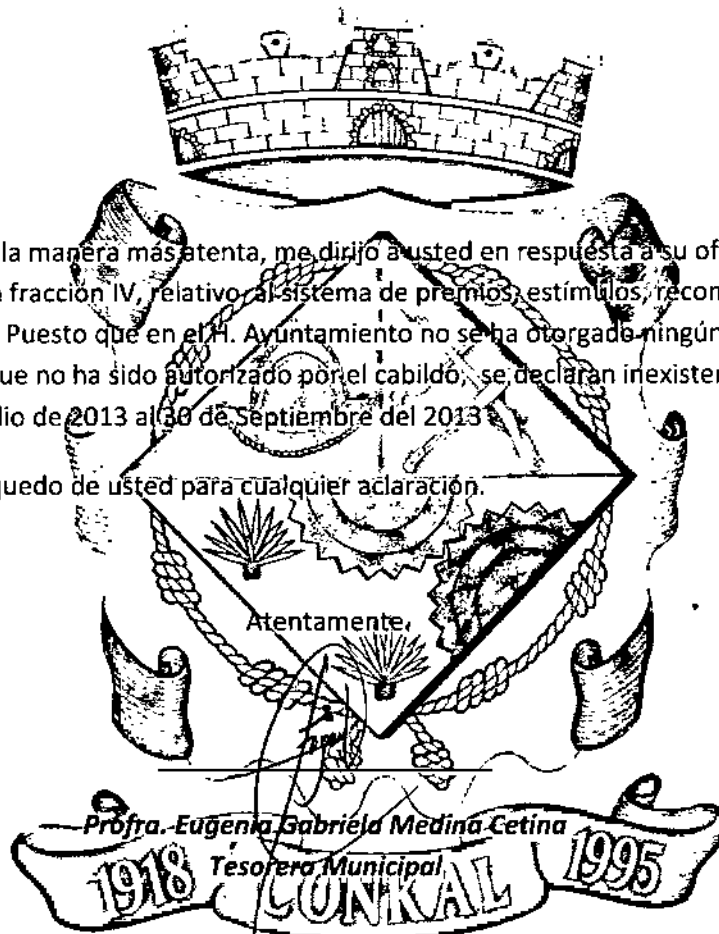 la manera más atenta, me dirijo a usted en respuesta a su of
fracción IV, relativo al sistema de premios, estímulos, recon
Puesto que en el H. Ayuntamiento no se ha otorgado ningún
ue no ha sido autorizado por el cabildo, se declaran inexisten
lio de 2013 al 30 de Septiembre del 2013
quedo de usted para cualquier aclaración.
Atentamente,
Profra. Eugenia Gabriela Medina Cetina
Tesorera Municipal
1918 CONKAL 1995